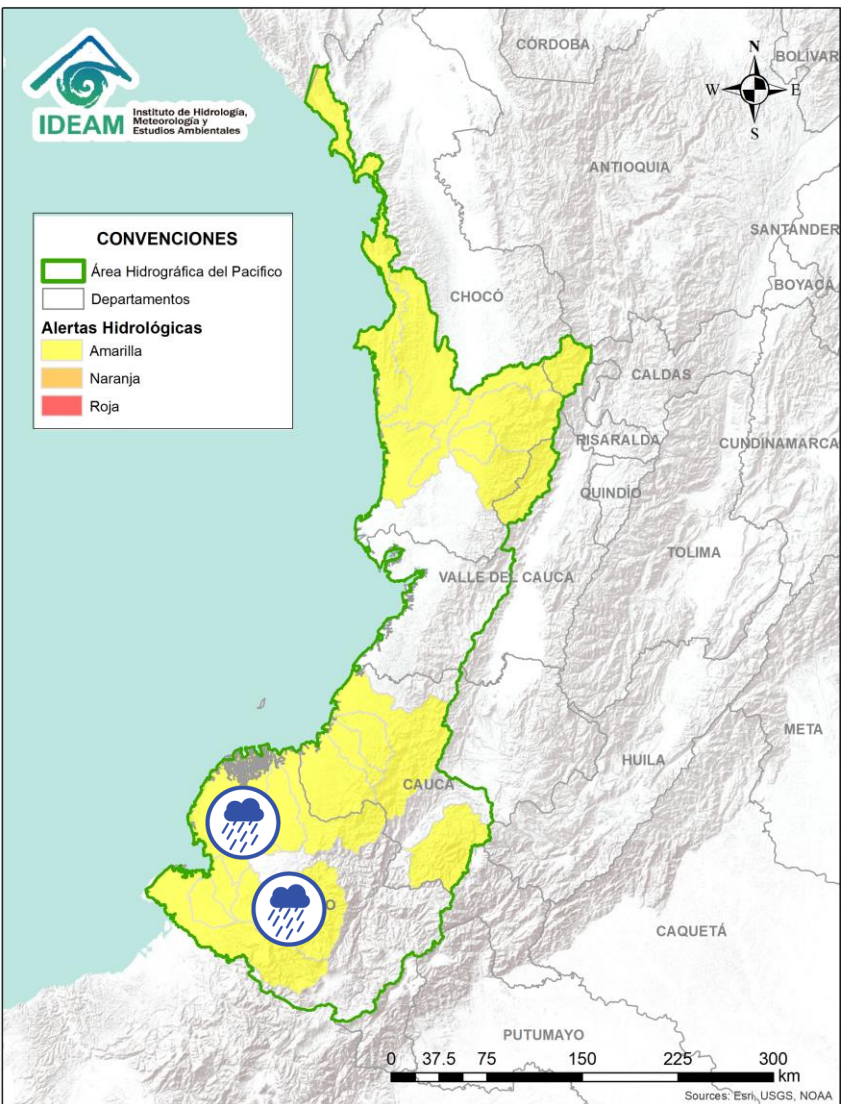 IDEAM
Instituto de Hidrología,
Meteorología y
Estudios Ambientales
CÓRDOBA
N
BOLÍVAR
W
E
S
ANTIOQUIA
SANTANDER
CONVENCIONES
Área Hidrográfica del Pacifico
Departamentos
Alertas Hidrológicas
Amarilla
Naranja
Roja
BOYACÁ
CHOCÓ
CALDAS
RISARALDA
CUNDINAMARCA
QUINDÍO
TOLIMA
VALLE DEL CAUCA
META
HUILA
CAUCA
O
CAQUETÁ
PUTUMAYO
0 37.5 75 150 225 300
km
Sources: Esri, USGS, NOAA